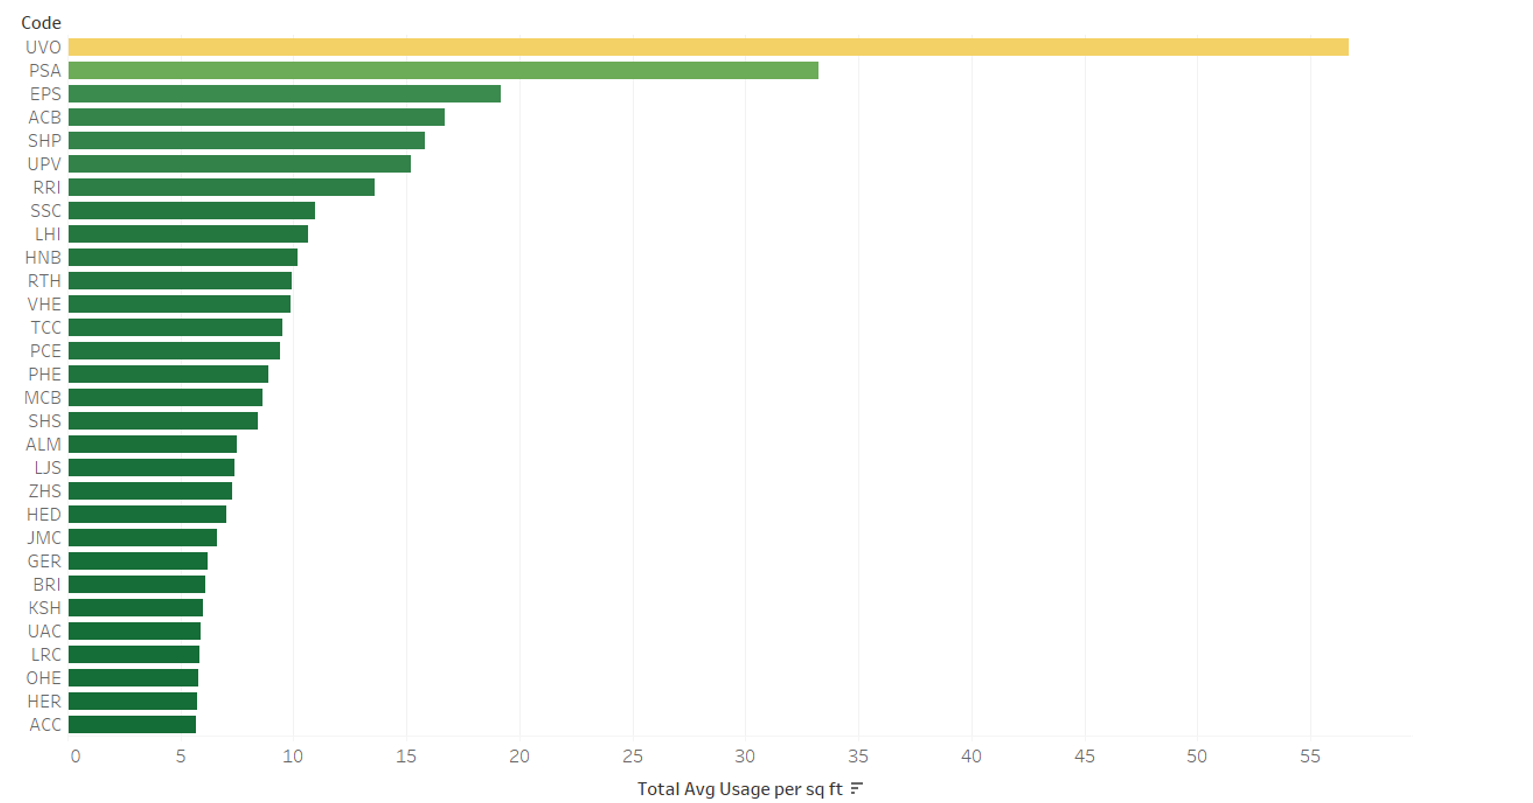 Code
UVO
PSA
EPS
ACB
SHP
UPV
RRI
SSC
LHI
HNB
RTH
VHE
TCC
PCE
PHE
MCB
SHS
ALM
LJS
ZHS
HED
JMC
GER
BRI
KSH
UAC
LRC
OHE
HER
ACC
0 5 10 15 20 25 30 35 40 45 50 55
Total Avg Usage per sq ft